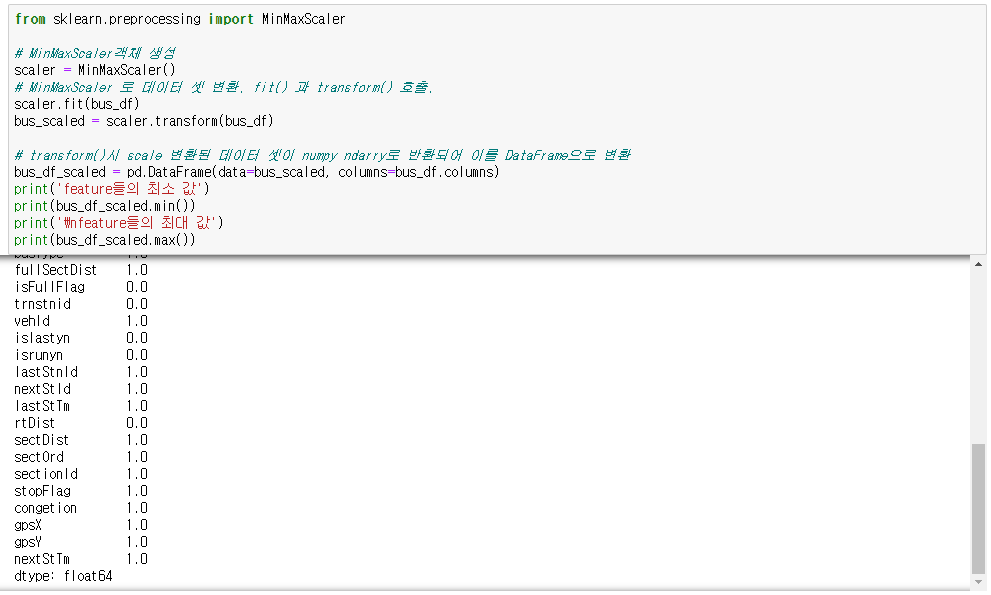 from sklearn.preprocessing import MinMaxScaler
# MinMaxScaler객체 생성
scaler = MinMaxScaler()
# MinMaxScaler 로 데이터 셋 변환. fit() 과 transform() 호출.
scaler.fit(bus_df)
bus_scaled = scaler.transform(bus_df)
# transform()시 scale 변환된 데이터 셋이 numpy ndarry로 반환되어 이를 DataFrame으로 변환
bus_df_scaled = pd.DataFrame(data=bus_scaled, columns=bus_df.columns)
print('feature들의 최소 값')
print(bus_df_scaled.min())
print('₩nfeature들의 최대 값')
print(bus_df_scaled.max())
busType 1.0
fullSectDist 1.0
isFullFlag 0.0
trnstnid 0.0
vehId 1.0
islastyn 0.0
isrunyn 0.0
lastStnId 1.0
nextStId 1.0
lastStTm 1.0
rtDist 0.0
sectDist 1.0
sectOrd 1.0
sectionId 1.0
stopFlag 1.0
congetion 1.0
gpsX 1.0
gpsY 1.0
nextStTm 1.0
dtype: float64